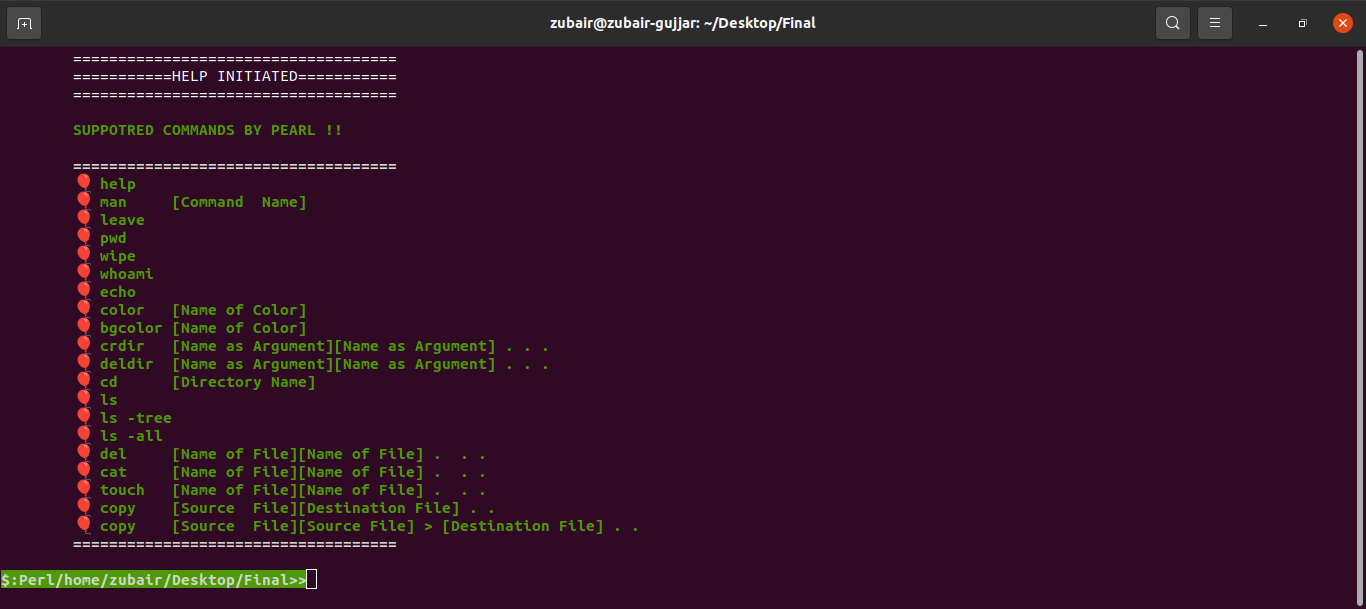 zubair@zubair-gujjar: ~/Desktop/Final
====================================
===========HELP INITIATED===========
====================================
SUPPOTRED COMMANDS BY PEARL !!
====================================
🎈 help
🎈 man     [Command  Name]
🎈 leave
🎈 pwd
🎈 wipe
🎈 whoami
🎈 echo
🎈 color   [Name of Color]
🎈 bgcolor [Name of Color]
🎈 crdir   [Name as Argument][Name as Argument] . . .
🎈 deldir  [Name as Argument][Name as Argument] . . .
🎈 cd      [Directory Name]
🎈 ls
🎈 ls -tree
🎈 ls -all
🎈 del     [Name of File][Name of File] .  . .
🎈 cat     [Name of File][Name of File] .  . .
🎈 touch   [Name of File][Name of File] .  . .
🎈 copy    [Source  File][Destination File] . .
🎈 copy    [Source  File][Source File] > [Destination File] . .
====================================
$:Perl/home/zubair/Desktop/Final>>